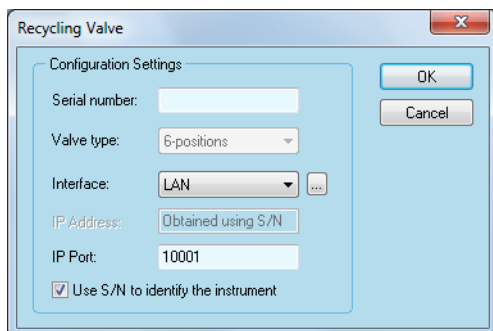 Recycling Valve
Configuration Settings
Serial number:
Valve type: 6-positions
Interface: LAN ...
IP Address: Obtained using S/N
IP Port: 10001
Use S/N to identify the instrument
OK
Cancel